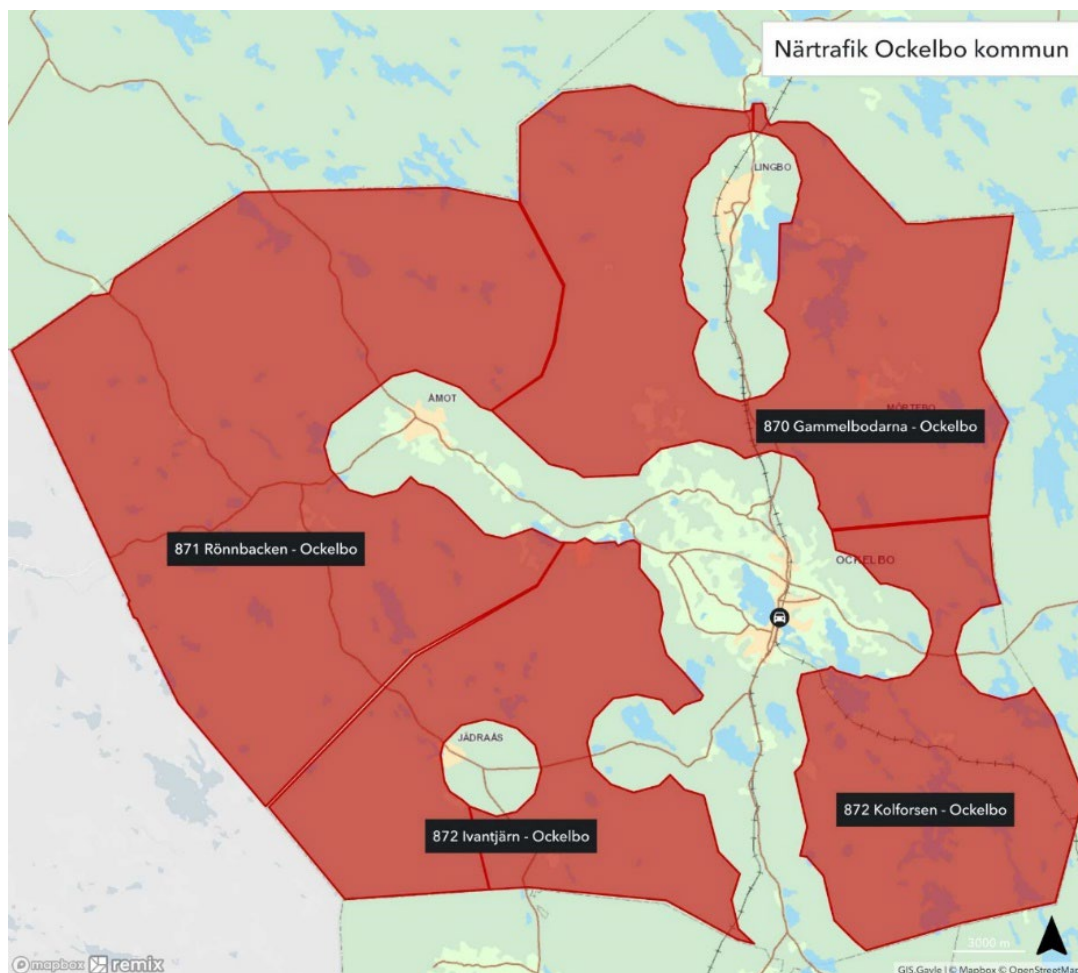 Närtrafik Ockelbo kommun
LINGBO
ÅMOT
MÖRTEBO
870 Gammelbodarna - Ockelbo
871 Rönnbacken - Ockelbo
OCKELBO
JÄDRAÅS
872 Kolforsen - Ockelbo
872 Ivantjärn - Ockelbo
3000 m
mapbox remix
GIS Gävle | © Mapbox © OpenStreetMap